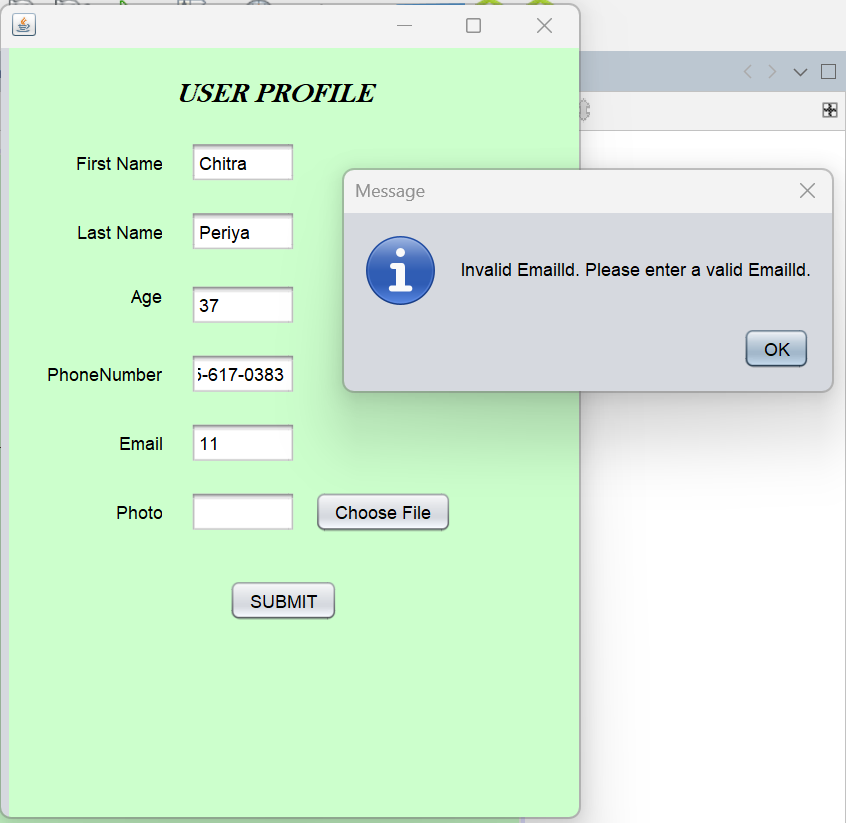 USER PROFILE
First Name Chitra
Last Name Periya
Age 37
PhoneNumber 5-617-0383
Email 11
Photo Choose File
SUBMIT
Message
Invalid EmailId. Please enter a valid EmailId.
OK